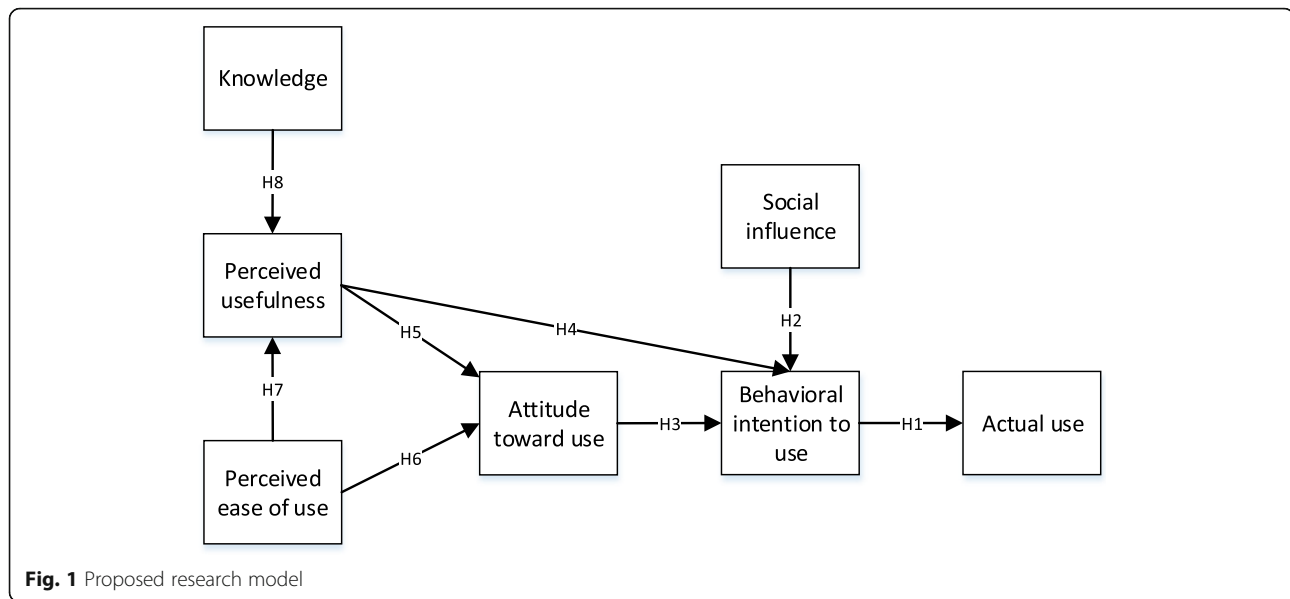 Knowledge
H8
Social
influence
Perceived
usefulness
H5
H4
H2
H7
Attitude
toward use
H3
Behavioral
intention to
use
H1
Actual use
H6
Perceived
ease of use
Fig. 1 Proposed research model